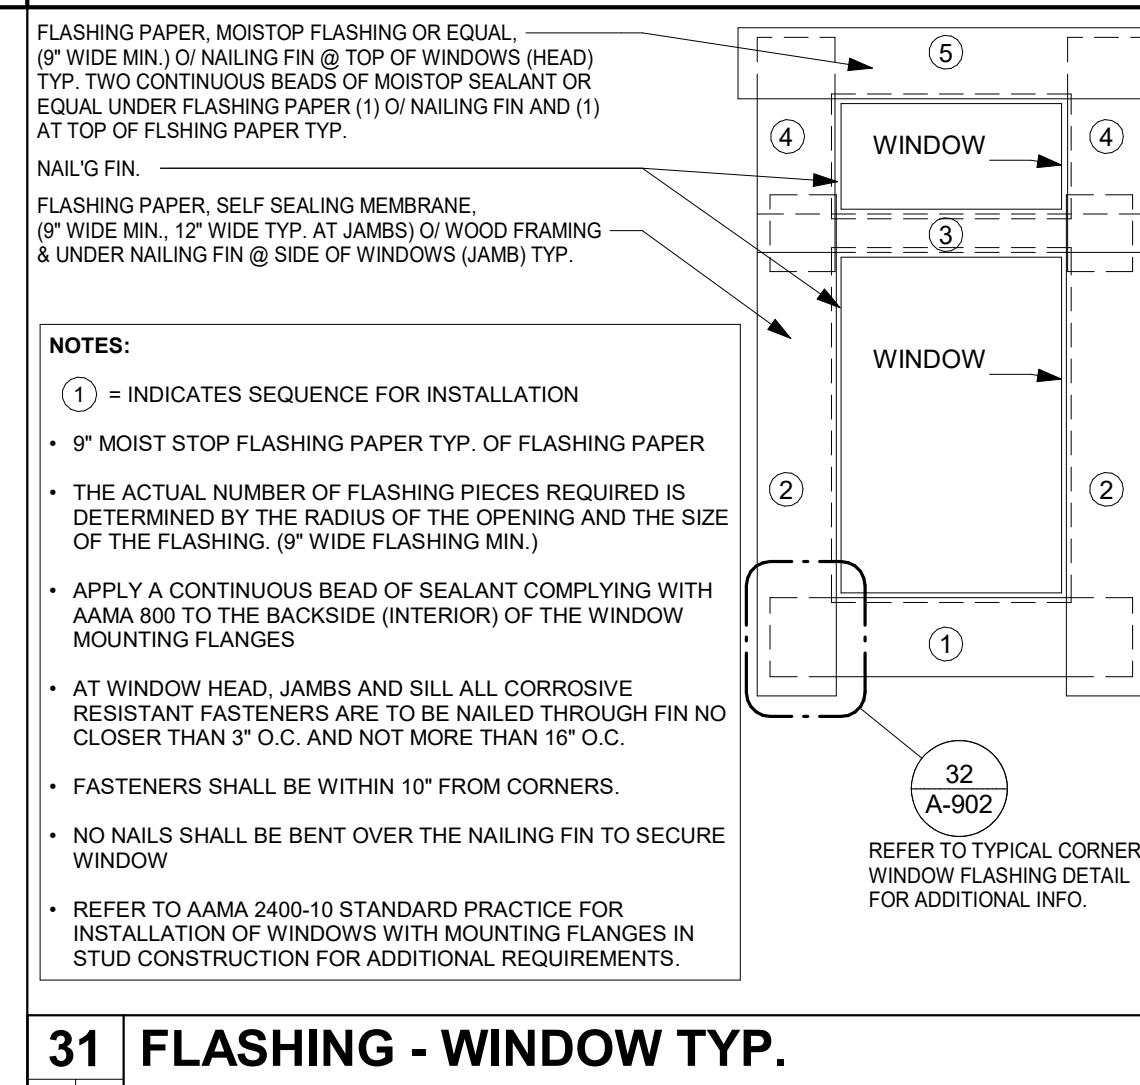 FLASHING PAPER, MOISTOP FLASHING OR EQUAL,
(9" WIDE MIN.) O/ NAILING FIN @ TOP OF WINDOWS (HEAD)
TYP. TWO CONTINUOUS BEADS OF MOISTOP SEALANT OR
EQUAL UNDER FLASHING PAPER (1) O/ NAILING FIN AND (1)
AT TOP OF FLSHING PAPER TYP.
NAIL'G FIN.
FLASHING PAPER, SELF SEALING MEMBRANE,
(9" WIDE MIN., 12" WIDE TYP. AT JAMBS) O/ WOOD FRAMING
& UNDER NAILING FIN @ SIDE OF WINDOWS (JAMB) TYP.
5
4
WINDOW
4
3
WINDOW
2
2
1
NOTES:
1 = INDICATES SEQUENCE FOR INSTALLATION
• 9" MOIST STOP FLASHING PAPER TYP. OF FLASHING PAPER
• THE ACTUAL NUMBER OF FLASHING PIECES REQUIRED IS
DETERMINED BY THE RADIUS OF THE OPENING AND THE SIZE
OF THE FLASHING. (9" WIDE FLASHING MIN.)
• APPLY A CONTINUOUS BEAD OF SEALANT COMPLYING WITH
AAMA 800 TO THE BACKSIDE (INTERIOR) OF THE WINDOW
MOUNTING FLANGES
• AT WINDOW HEAD, JAMBS AND SILL ALL CORROSIVE
RESISTANT FASTENERS ARE TO BE NAILED THROUGH FIN NO
CLOSER THAN 3" O.C. AND NOT MORE THAN 16" O.C.
• FASTENERS SHALL BE WITHIN 10" FROM CORNERS.
• NO NAILS SHALL BE BENT OVER THE NAILING FIN TO SECURE
WINDOW
• REFER TO AAMA 2400-10 STANDARD PRACTICE FOR
INSTALLATION OF WINDOWS WITH MOUNTING FLANGES IN
STUD CONSTRUCTION FOR ADDITIONAL REQUIREMENTS.
32
A-902
REFER TO TYPICAL CORNER
WINDOW FLASHING DETAIL
FOR ADDITIONAL INFO.
31 FLASHING - WINDOW TYP.